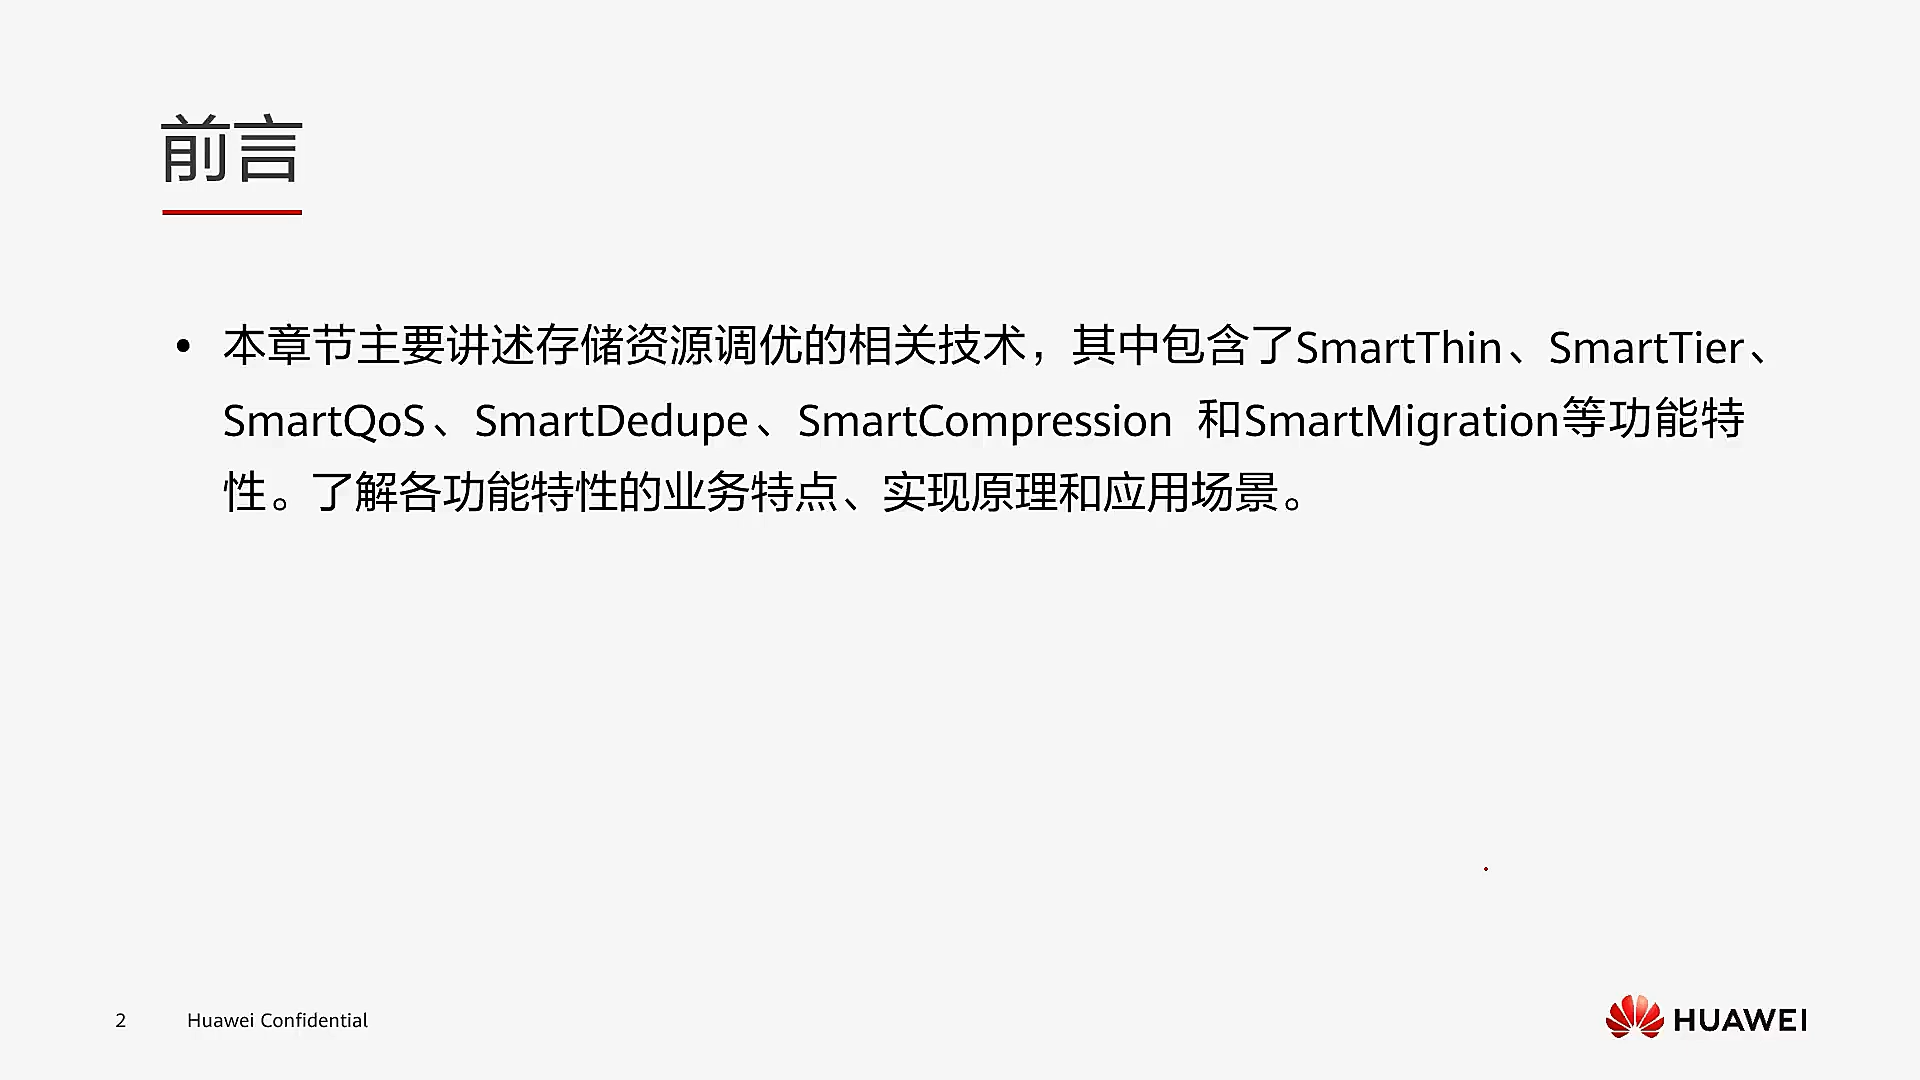 前言
• 本章节主要讲述存储资源调优的相关技术，其中包含了SmartThin、SmartTier、
SmartQoS、SmartDedupe、SmartCompression 和SmartMigration等功能特
性。了解各功能特性的业务特点、实现原理和应用场景。
2 Huawei Confidential
HUAWEI